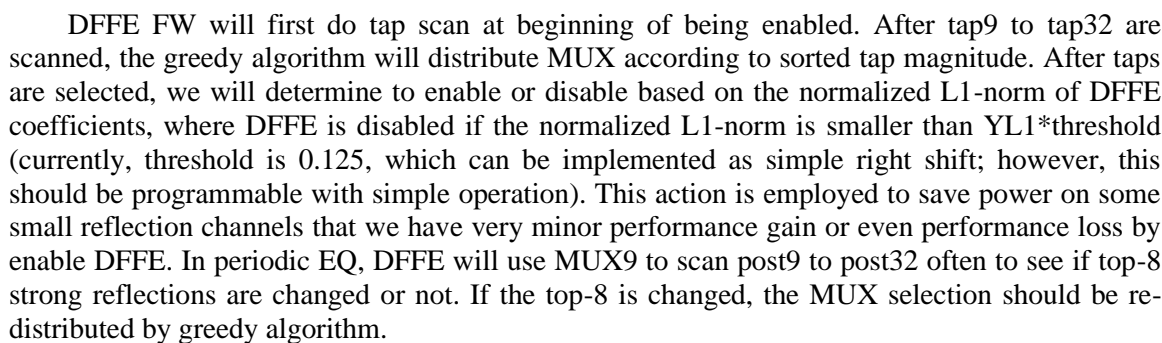 DFFE FW will first do tap scan at beginning of being enabled. After tap9 to tap32 are
scanned, the greedy algorithm will distribute MUX according to sorted tap magnitude. After taps
are selected, we will determine to enable or disable based on the normalized L1-norm of DFFE
coefficients, where DFFE is disabled if the normalized L1-norm is smaller than YL1*threshold
(currently, threshold is 0.125, which can be implemented as simple right shift; however, this
should be programmable with simple operation). This action is employed to save power on some
small reflection channels that we have very minor performance gain or even performance loss by
enable DFFE. In periodic EQ, DFFE will use MUX9 to scan post9 to post32 often to see if top-8
strong reflections are changed or not. If the top-8 is changed, the MUX selection should be re-
distributed by greedy algorithm.